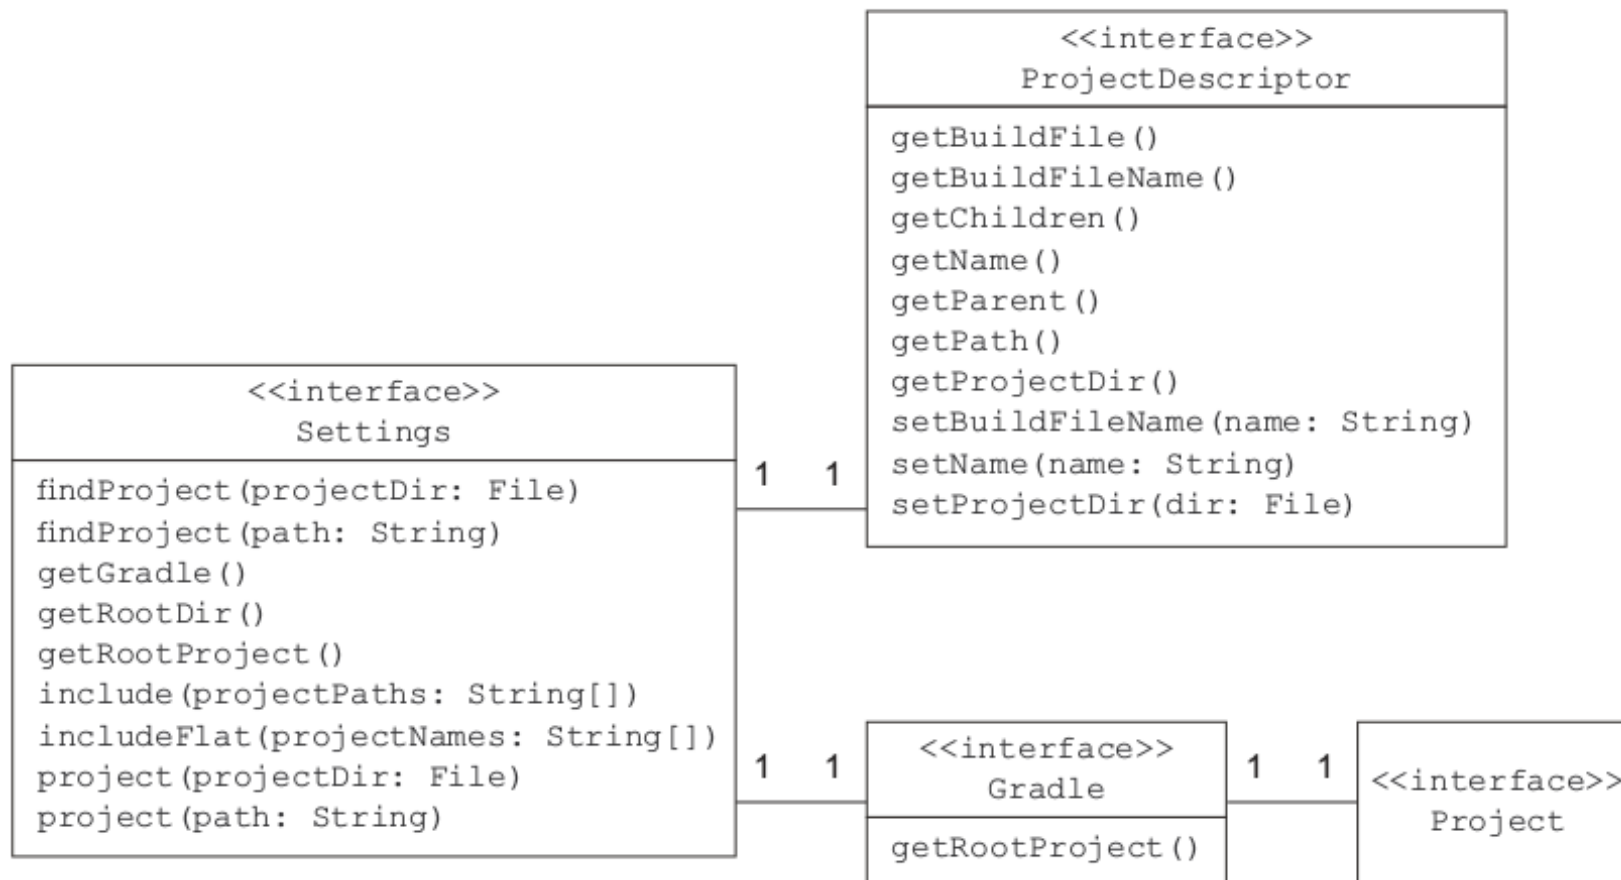 <<interface>>
ProjectDescriptor
getBuildFile()
getBuildFileName()
getChildren()
getName()
getParent()
getPath()
getProjectDir()
setBuildFileName(name: String)
setName(name: String)
setProjectDir(dir: File)
<<interface>>
Settings
findProject(projectDir: File)
findProject(path: String)
getGradle()
getRootDir()
getRootProject()
include(projectPaths: String[])
includeFlat(projectNames: String[])
project(projectDir: File)
project(path: String)
1 1
1 1
<<interface>>
Gradle
getRootProject()
1 1
<<interface>>
Project